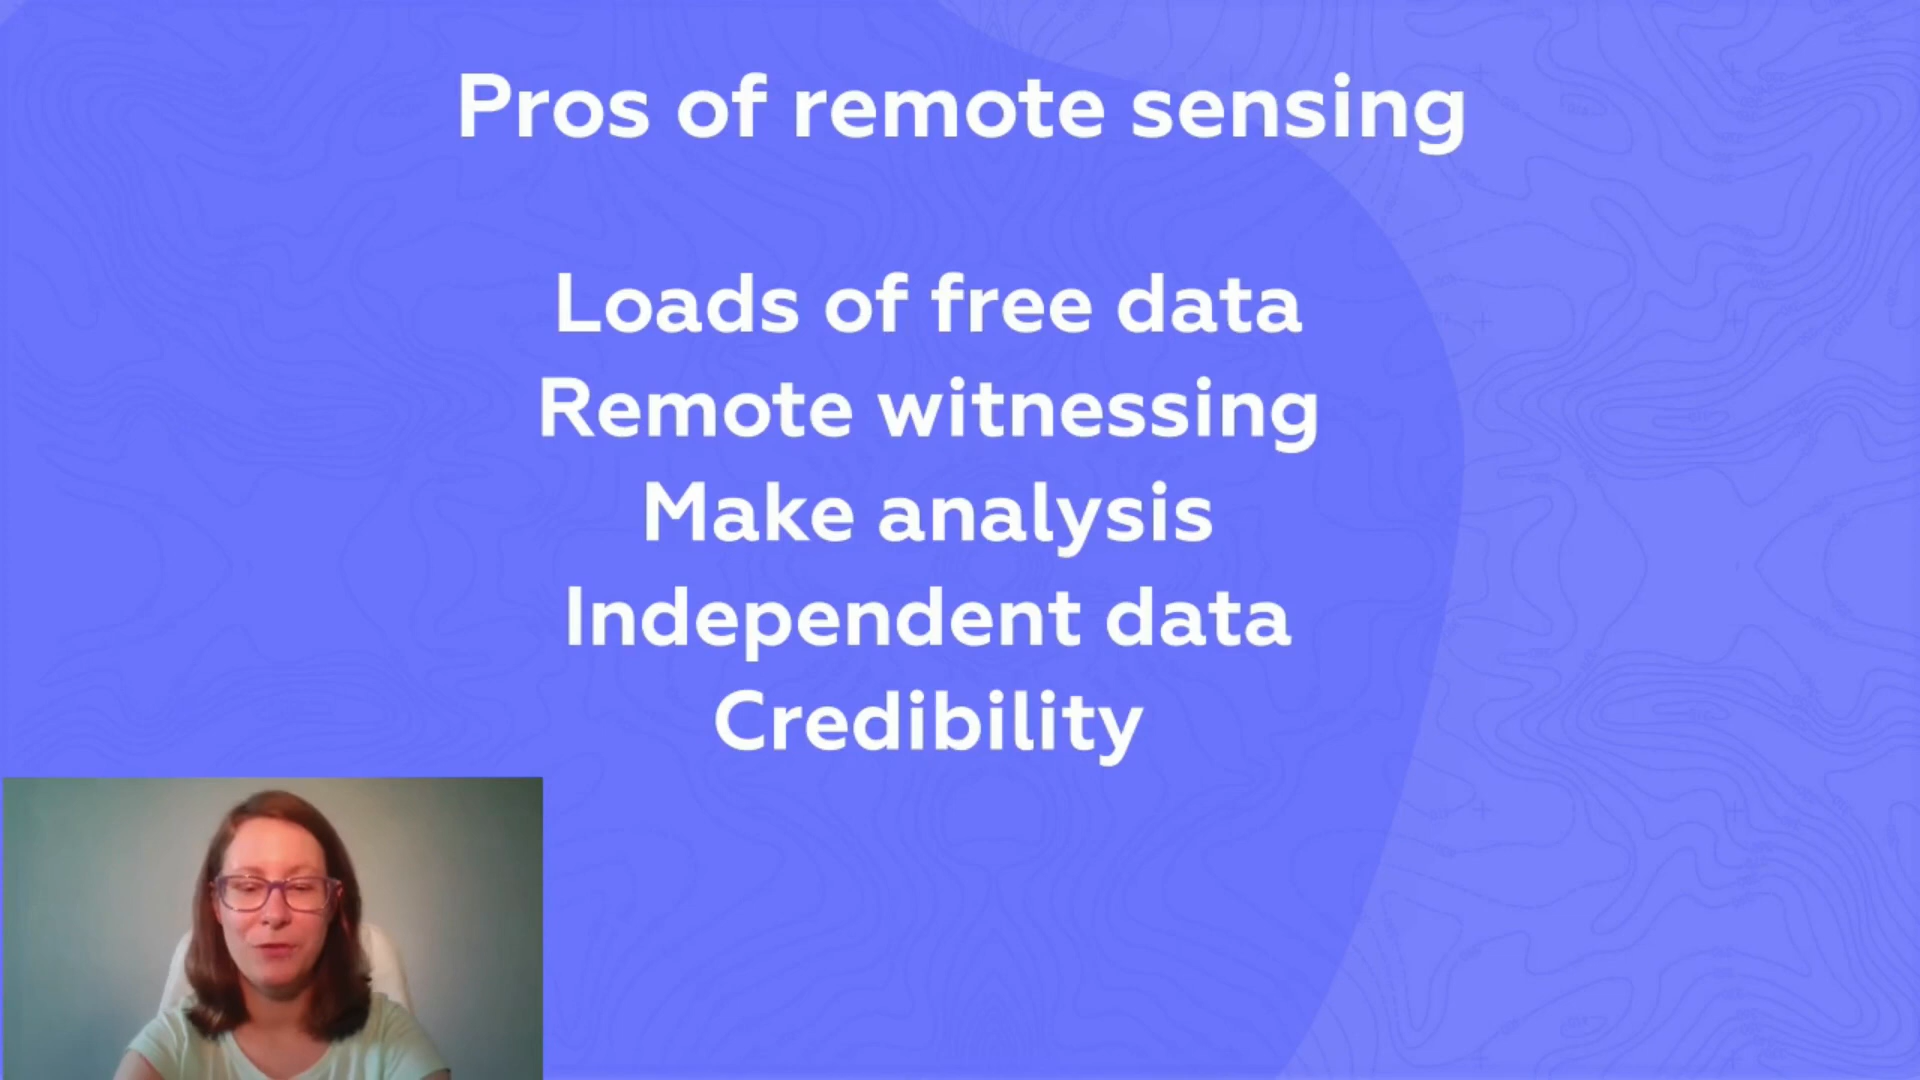 Pros of remote sensing
Loads of free data
Remote witnessing
Make analysis
Independent data
Credibility